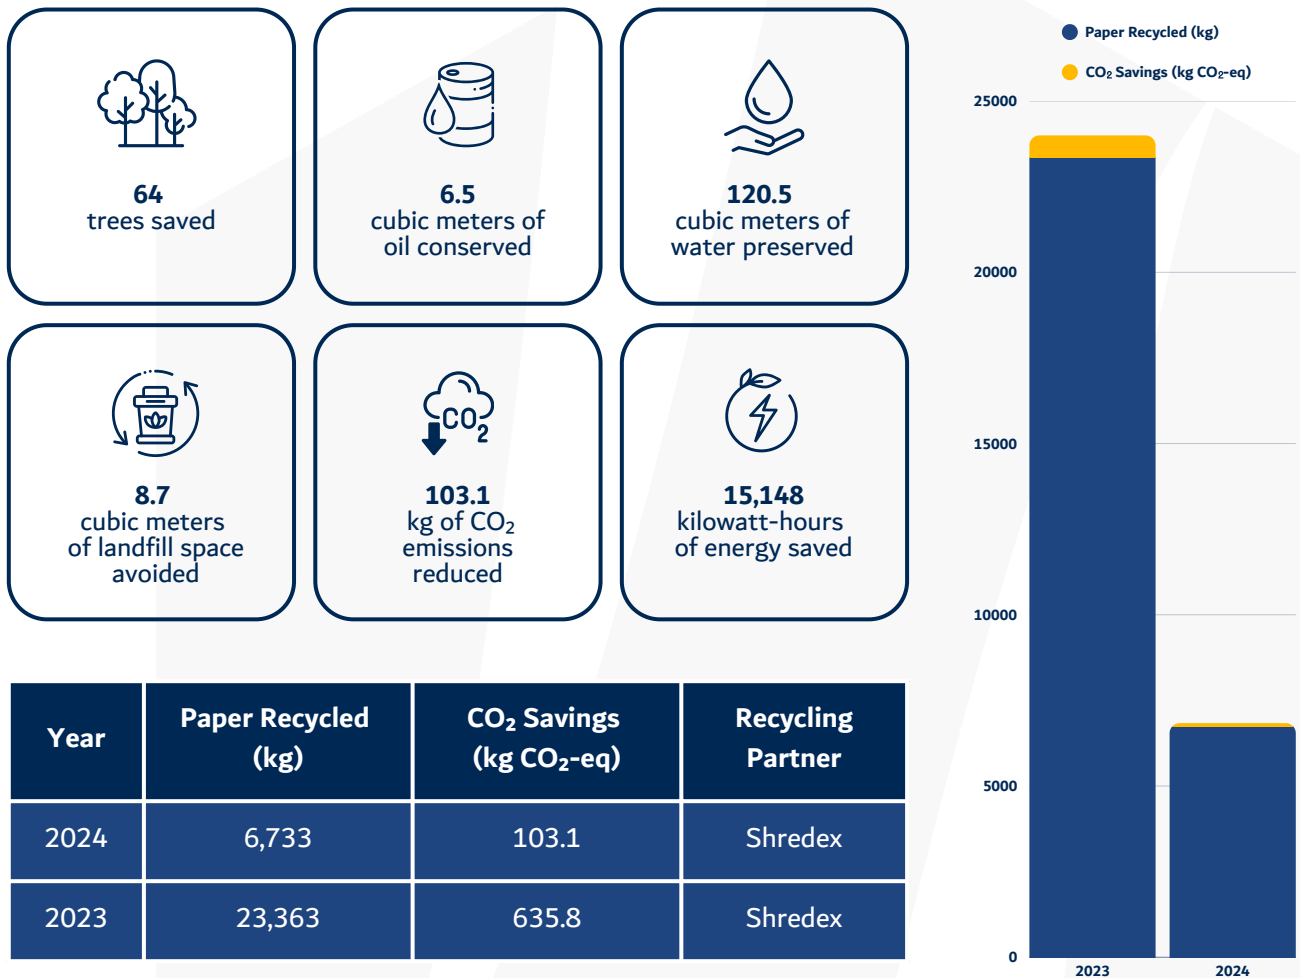 64
trees saved
6.5
cubic meters of
oil conserved
120.5
cubic meters of
water preserved
8.7
cubic meters
of landfill space
avoided
CO2
103.1
kg of CO₂
emissions
reduced
15,148
kilowatt-hours
of energy saved
Year
Paper Recycled
(kg)
CO₂ Savings
(kg CO₂-eq)
Recycling
Partner
2024
6,733
103.1
Shredex
2023
23,363
635.8
Shredex
Paper Recycled (kg)
CO₂ Savings (kg CO₂-eq)
25000
20000
15000
10000
5000
0
2023
2024